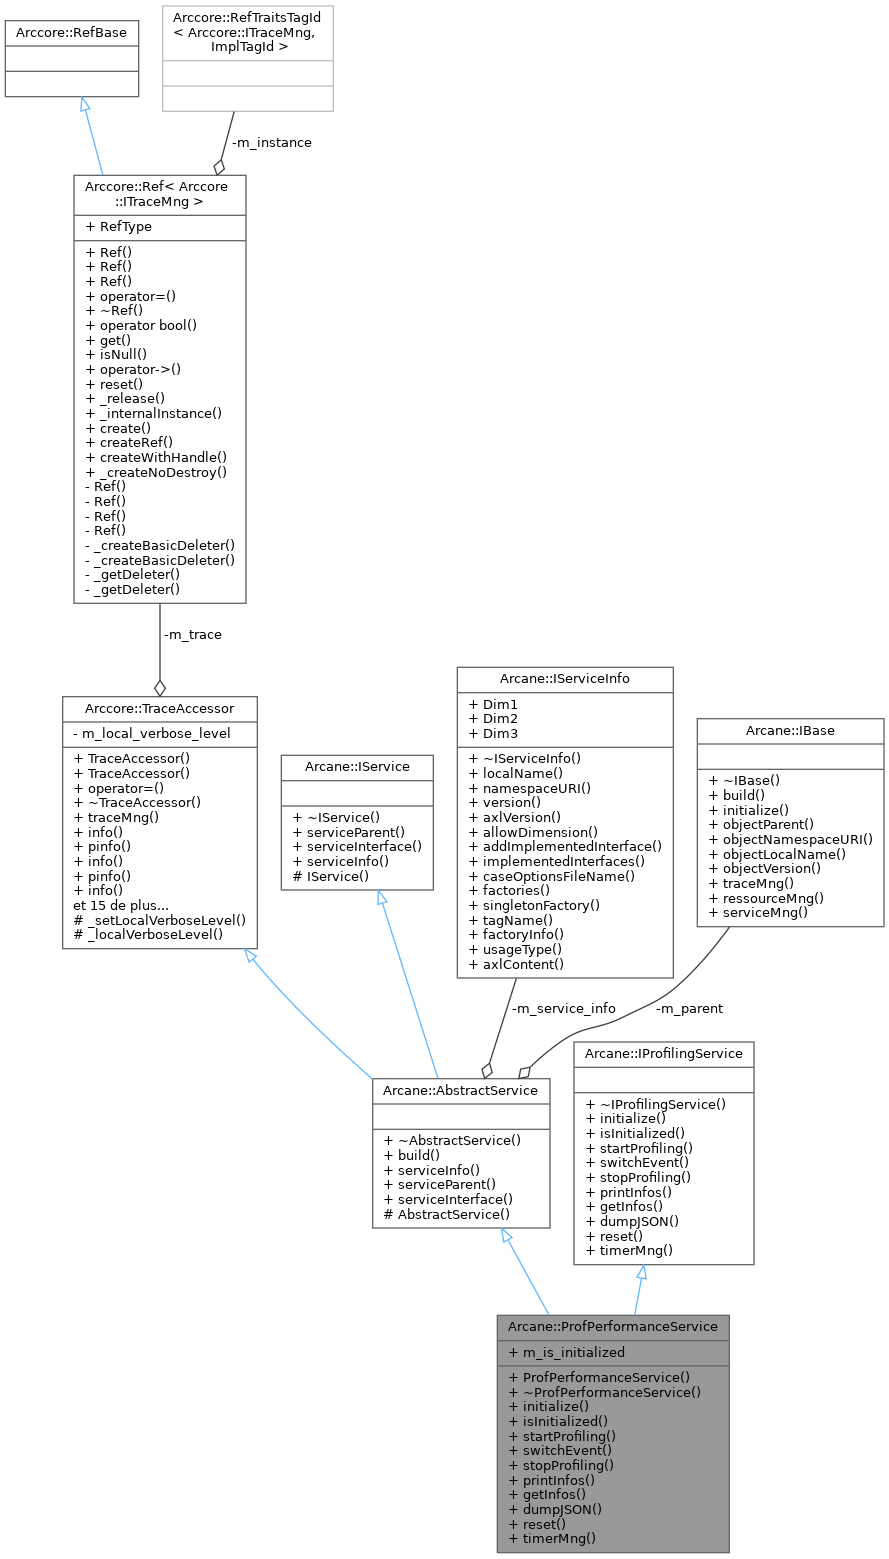 Arccore::RefBase
Arccore::RefTraitsTagId
< Arccore::ITraceMng,
ImplTagId >
-m_instance
Arccore::Ref< Arccore
::ITraceMng >
+ RefType
+ Ref()
+ Ref()
+ Ref()
+ operator=()
+ ~Ref()
+ operator bool()
+ get()
+ isNull()
+ operator->()
+ reset()
+ _release()
+ _internalInstance()
+ create()
+ createRef()
+ createWithHandle()
+ _createNoDestroy()
- Ref()
- Ref()
- Ref()
- Ref()
- _createBasicDeleter()
- _createBasicDeleter()
- _getDeleter()
- _getDeleter()
-m_trace
Arccore::TraceAccessor
- m_local_verbose_level
+ TraceAccessor()
+ TraceAccessor()
+ operator=()
+ ~TraceAccessor()
+ traceMng()
+ info()
+ pinfo()
+ info()
+ pinfo()
+ info()
et 15 de plus...
# _setLocalVerboseLevel()
# _localVerboseLevel()
Arcane::IService
+ ~IService()
+ serviceParent()
+ serviceInterface()
+ serviceInfo()
# IService()
Arcane::IServiceInfo
+ Dim1
+ Dim2
+ Dim3
+ ~IServiceInfo()
+ localName()
+ namespaceURI()
+ version()
+ axlVersion()
+ allowDimension()
+ addImplementedInterface()
+ implementedInterfaces()
+ caseOptionsFileName()
+ factories()
+ singletonFactory()
+ tagName()
+ factoryInfo()
+ usageType()
+ axlContent()
Arcane::IBase
+ ~IBase()
+ build()
+ initialize()
+ objectParent()
+ objectNamespaceURI()
+ objectLocalName()
+ objectVersion()
+ traceMng()
+ ressourceMng()
+ serviceMng()
-m_service_info
-m_parent
Arcane::AbstractService
+ ~AbstractService()
+ build()
+ serviceInfo()
+ serviceParent()
+ serviceInterface()
# AbstractService()
Arcane::IProfilingService
+ ~IProfilingService()
+ initialize()
+ isInitialized()
+ startProfiling()
+ switchEvent()
+ stopProfiling()
+ printInfos()
+ getInfos()
+ dumpJSON()
+ reset()
+ timerMng()
Arcane::ProfPerformanceService
+ m_is_initialized
+ ProfPerformanceService()
+ ~ProfPerformanceService()
+ initialize()
+ isInitialized()
+ startProfiling()
+ switchEvent()
+ stopProfiling()
+ printInfos()
+ getInfos()
+ dumpJSON()
+ reset()
+ timerMng()